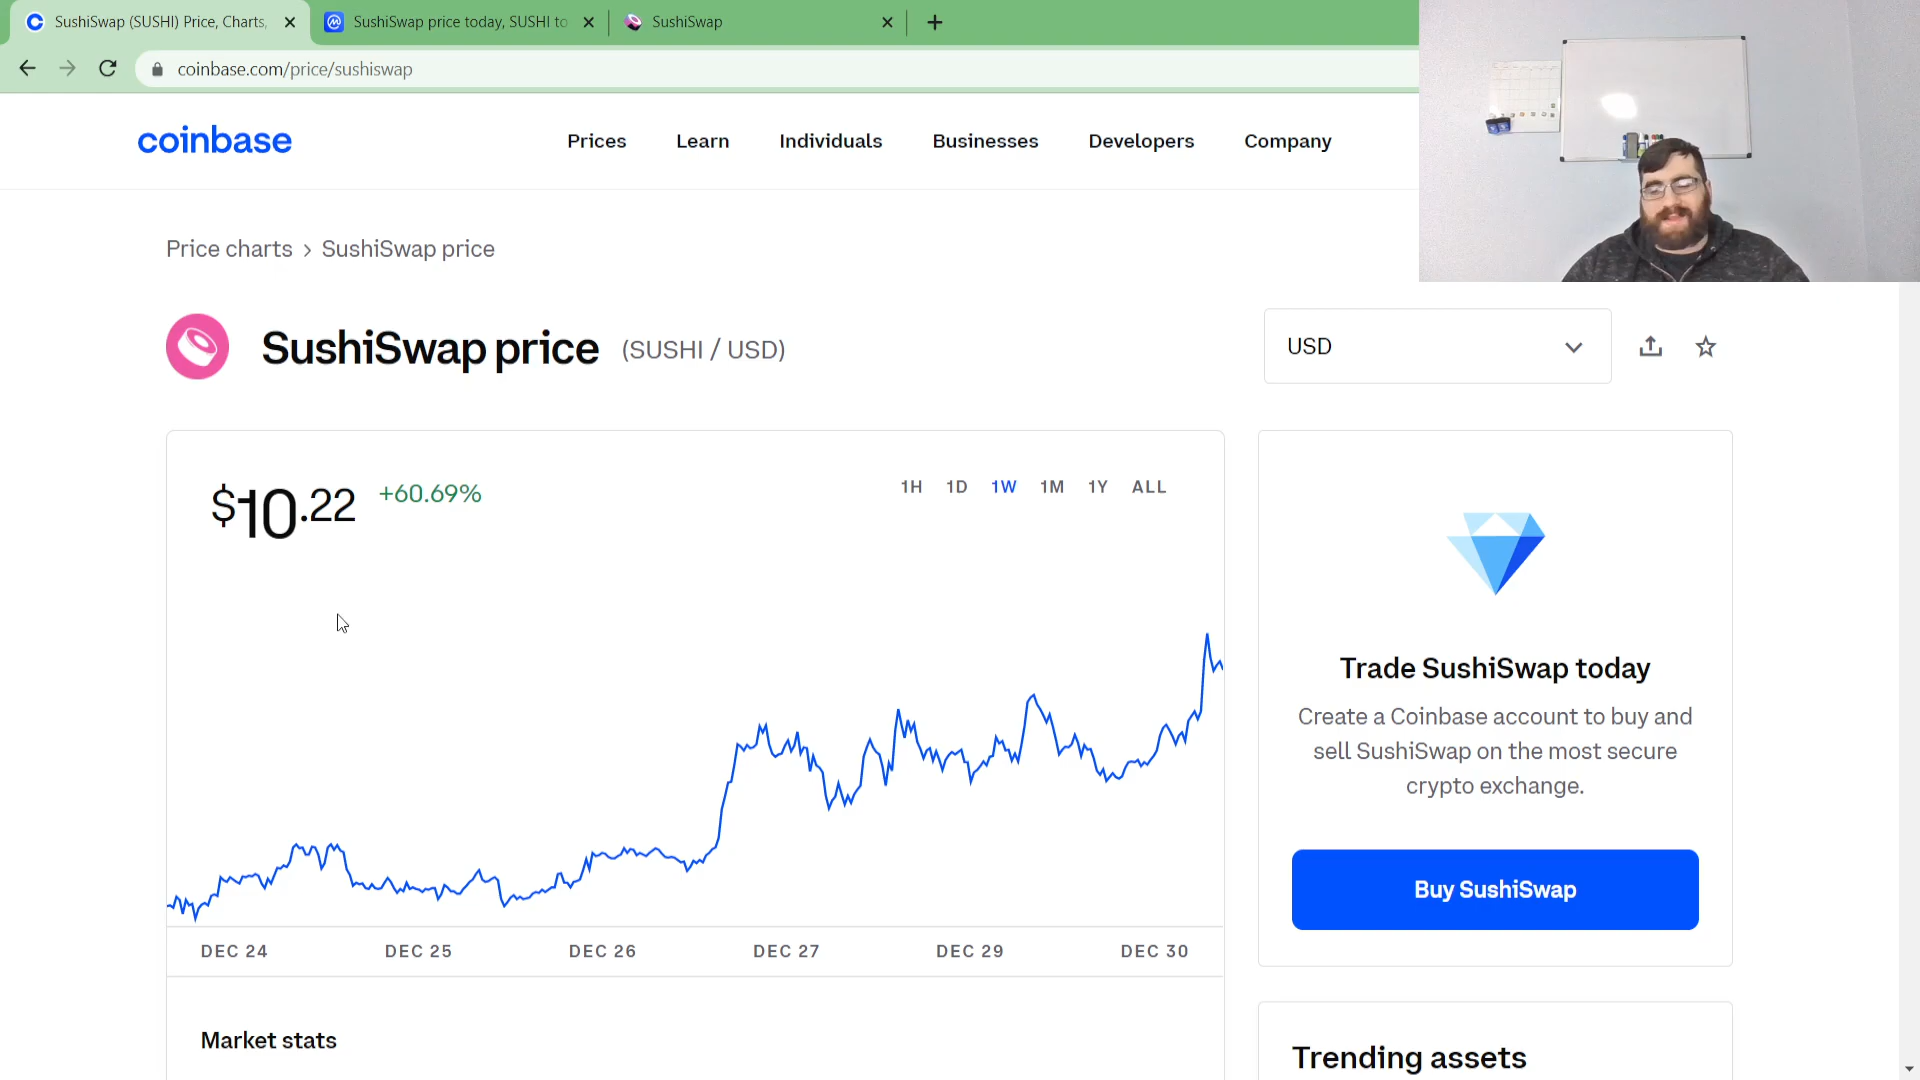 SushiSwap (SUSHI) Price, Charts,
SushiSwap price today, SUSHI to
SushiSwap
coinbase.com/price/sushiswap
coinbase
Prices
Learn
Individuals
Businesses
Developers
Company
Price charts > SushiSwap price
SushiSwap price (SUSHI / USD)
USD
$10.22 +60.69%
1H 1D 1W 1M 1Y ALL
DEC 24 DEC 25 DEC 26 DEC 27 DEC 29 DEC 30
Market stats
Trade SushiSwap today
Create a Coinbase account to buy and
sell SushiSwap on the most secure
crypto exchange.
Buy SushiSwap
Trending assets